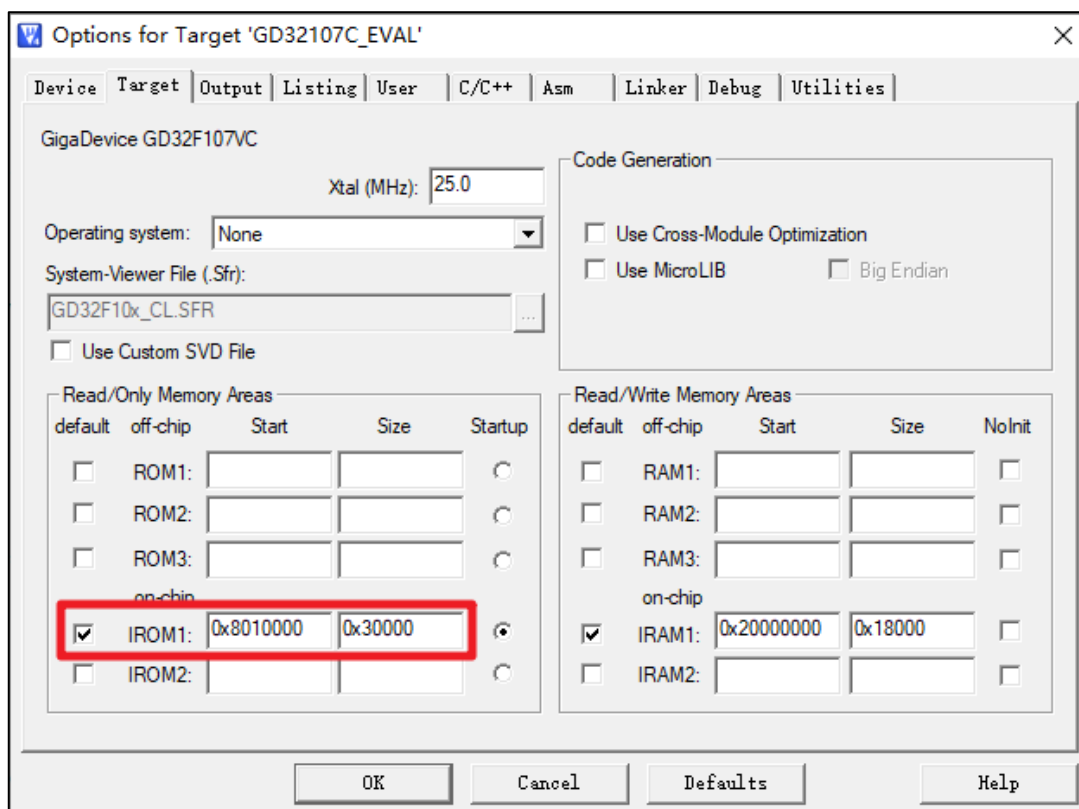 Options for Target 'GD32107C_EVAL'
Device Target Output Listing User C/C++ Asm Linker Debug Utilities
GigaDevice GD32F107VC
Xtal (MHz): 25.0
Operating system: None
System-Viewer File (.Sfr):
GD32F10x_CL.SFR ...
Use Custom SVD File
Code Generation
Use Cross-Module Optimization
Use MicroLIB Big Endian
Read/Only Memory Areas
default off-chip Start Size Startup
ROM1:
ROM2:
ROM3:
on-chip
IROM1: 0x8010000 0x30000
IROM2:
Read/Write Memory Areas
default off-chip Start Size NoInit
RAM1:
RAM2:
RAM3:
on-chip
IRAM1: 0x20000000 0x18000
IRAM2:
OK Cancel Defaults Help